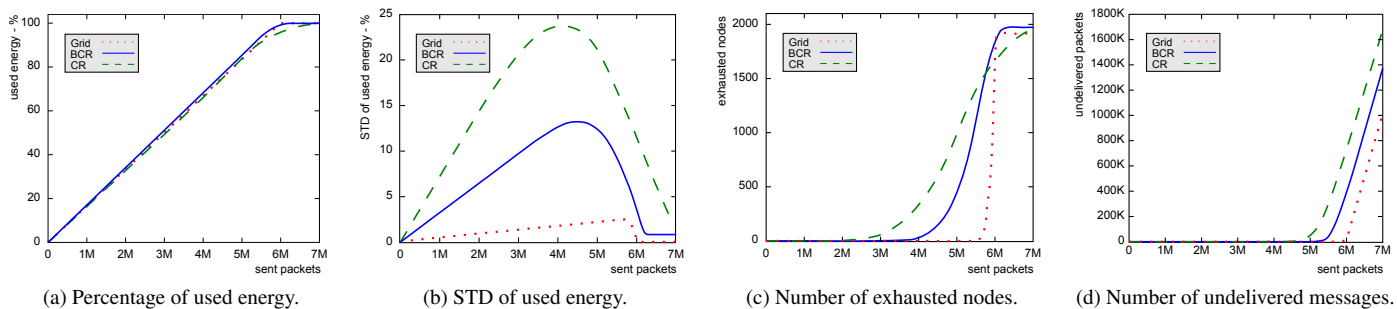 used energy - %
100
80
60
40
20
0
Grid
BCR
CR
0 1M 2M 3M 4M 5M 6M 7M
sent packets
(a) Percentage of used energy.
STD of used energy - %
25
20
15
10
5
0
Grid
BCR
CR
0 1M 2M 3M 4M 5M 6M 7M
sent packets
(b) STD of used energy.
exhausted nodes
2000
1500
1000
500
0
Grid
BCR
CR
0 1M 2M 3M 4M 5M 6M 7M
sent packets
(c) Number of exhausted nodes.
undelivered packets
1800K
1600K
1400K
1200K
1000K
800K
600K
400K
200K
0
Grid
BCR
CR
0 1M 2M 3M 4M 5M 6M 7M
sent packets
(d) Number of undelivered messages.